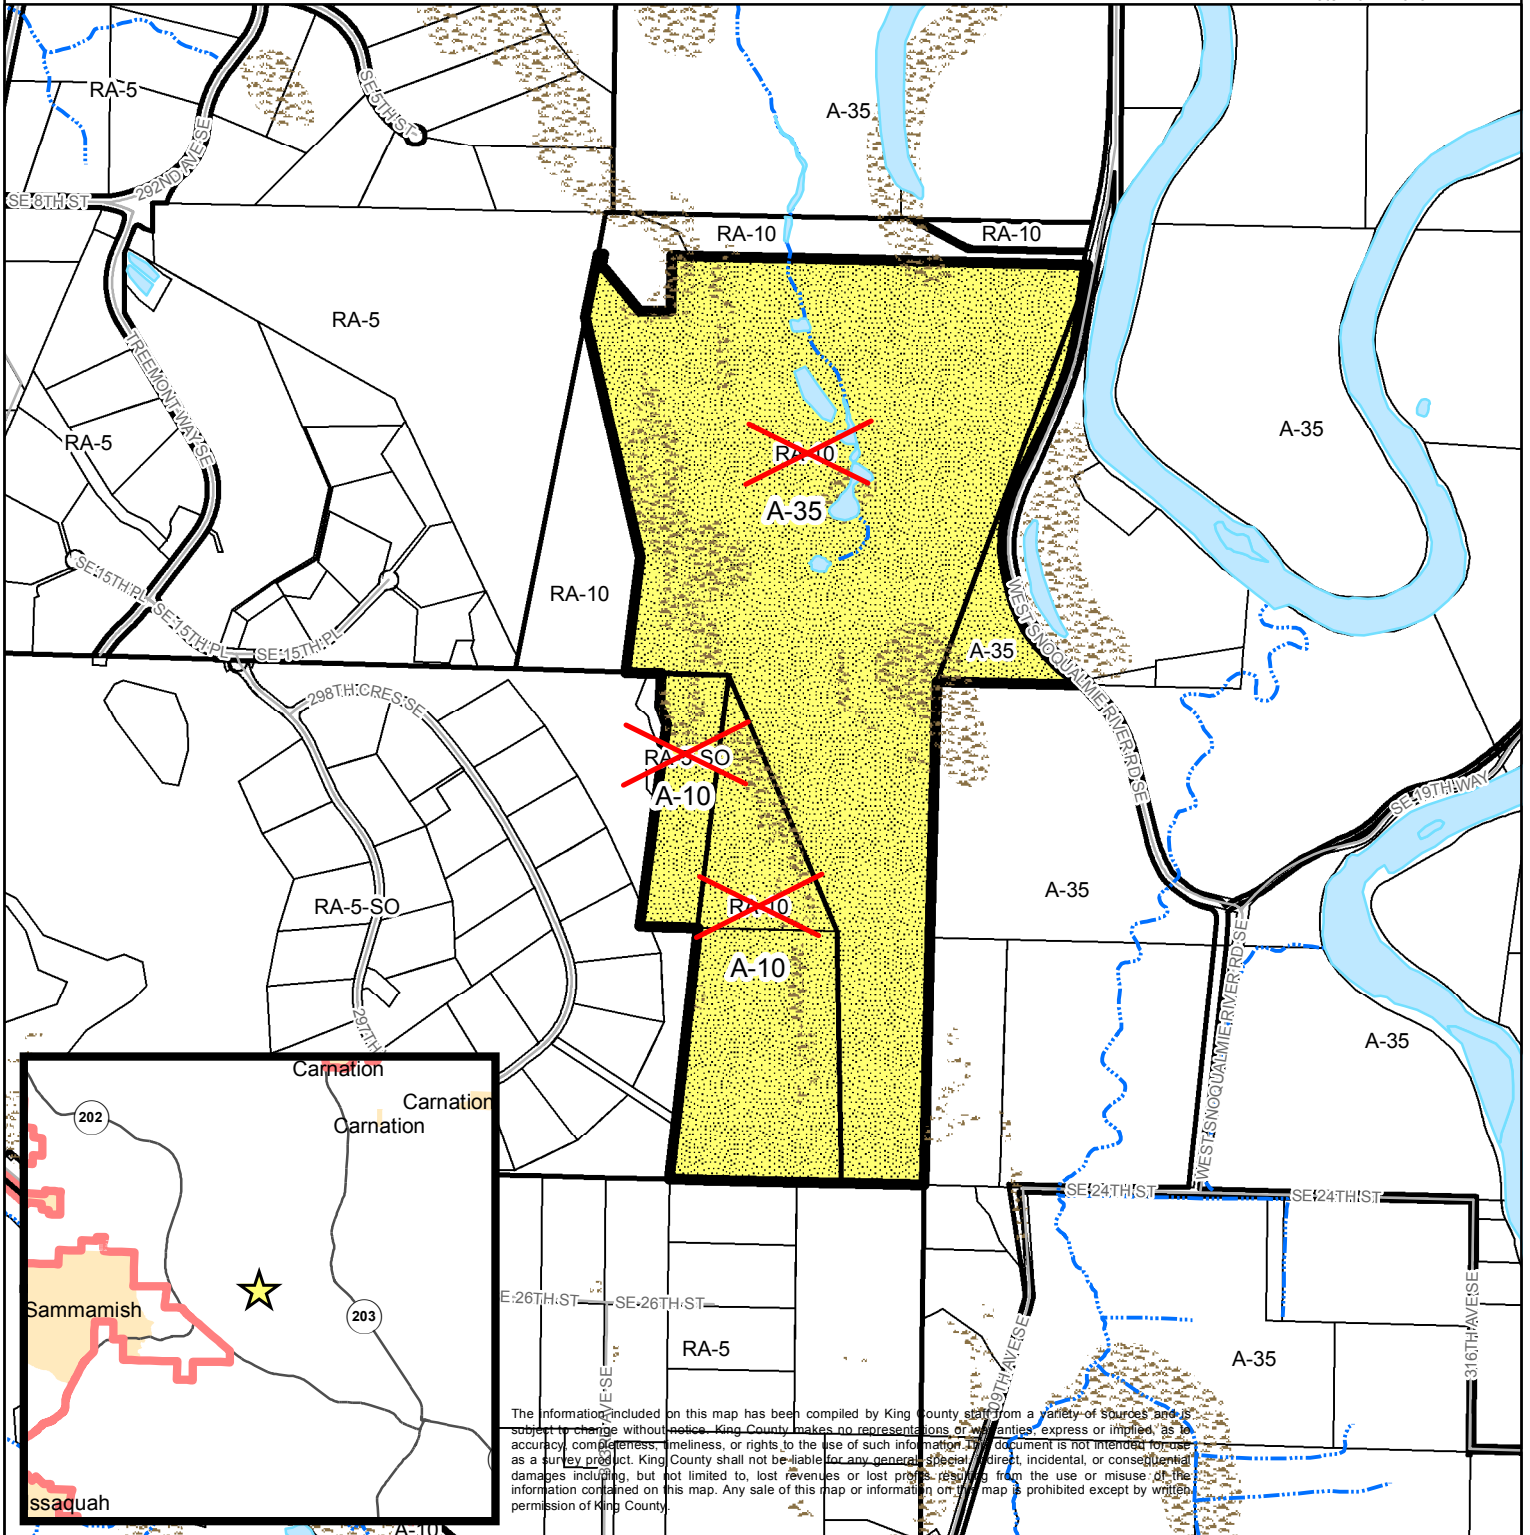 RA-5
SE 5TH ST
A-35
292ND AVE SE
SE 8TH ST
RA-10
RA-10
RA-5
TREEMONT WAY SE
RA-5
A-35
RA-10
A-35
SE 15TH PL
SE 15TH PL
SE 15TH PL
RA-10
A-35
WEST SNOQUALMIE RIVER RD SE
298TH CRES SE
RA-5-SO
A-10
SE 19TH WAY
RA-5-SO
RA-10
A-35
A-10
297TH
WEST SNOQUALMIE RIVER RD SE
A-35
Carnation
Carnation
Carnation
202
Sammamish
203
ssaquah
A-10
SE 24TH ST
SE 24TH ST
E 26TH ST
SE 26TH ST
RA-5
AVE SE
309TH AVE SE
A-35
316TH AVE SE
The information included on this map has been compiled by King County staff from a variety of sources and is
subject to change without notice. King County makes no representations or warranties, express or implied, as to
accuracy, completeness, timeliness, or rights to the use of such information. This document is not intended for use
as a survey product. King County shall not be liable for any general, special, indirect, incidental, or consequential
damages including, but not limited to, lost revenues or lost profits resulting from the use or misuse of the
information contained on this map. Any sale of this map or information on this map is prohibited except by written
permission of King County.